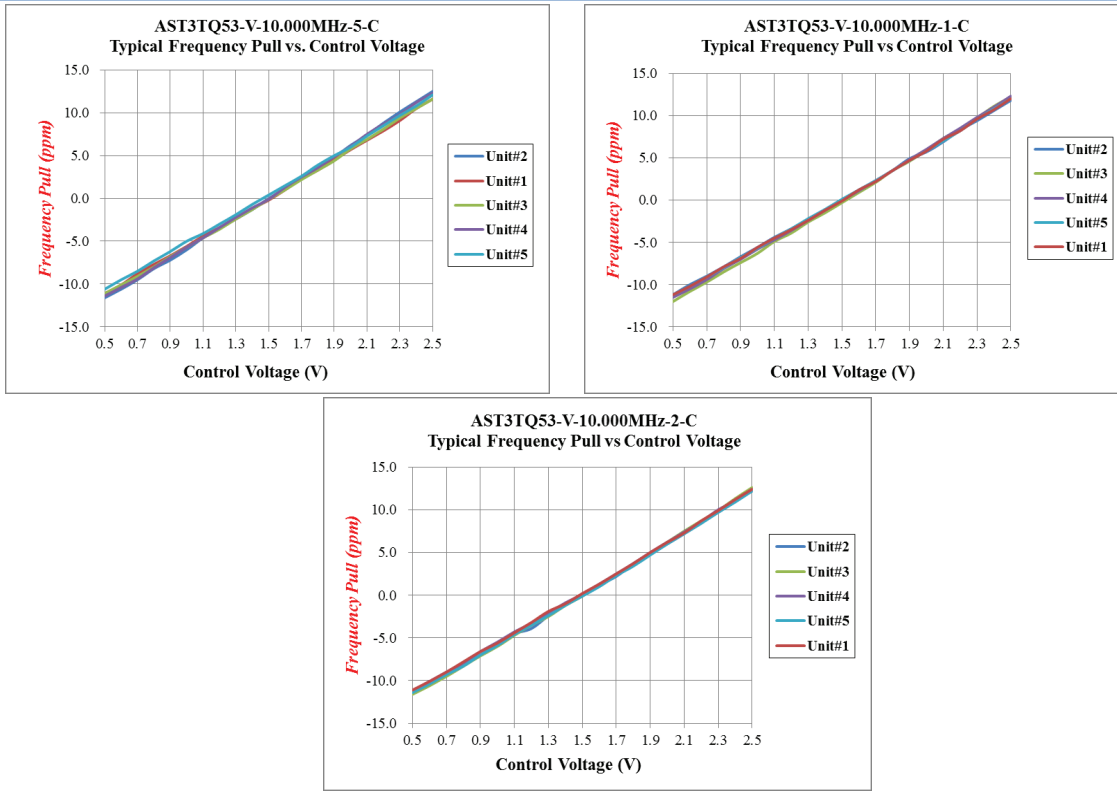 AST3TQ53-V-10.000MHz-5-C
Typical Frequency Pull vs. Control Voltage
Frequency Pull (ppm)
15.0
10.0
5.0
0.0
-5.0
-10.0
-15.0
0.5 0.7 0.9 1.1 1.3 1.5 1.7 1.9 2.1 2.3 2.5
Control Voltage (V)
Unit#2
Unit#1
Unit#3
Unit#4
Unit#5
AST3TQ53-V-10.000MHz-1-C
Typical Frequency Pull vs Control Voltage
Frequency Pull (ppm)
15.0
10.0
5.0
0.0
-5.0
-10.0
-15.0
0.5 0.7 0.9 1.1 1.3 1.5 1.7 1.9 2.1 2.3 2.5
Control Voltage (V)
Unit#2
Unit#3
Unit#4
Unit#5
Unit#1
AST3TQ53-V-10.000MHz-2-C
Typical Frequency Pull vs Control Voltage
Frequency Pull (ppm)
15.0
10.0
5.0
0.0
-5.0
-10.0
-15.0
0.5 0.7 0.9 1.1 1.3 1.5 1.7 1.9 2.1 2.3 2.5
Control Voltage (V)
Unit#2
Unit#3
Unit#4
Unit#5
Unit#1